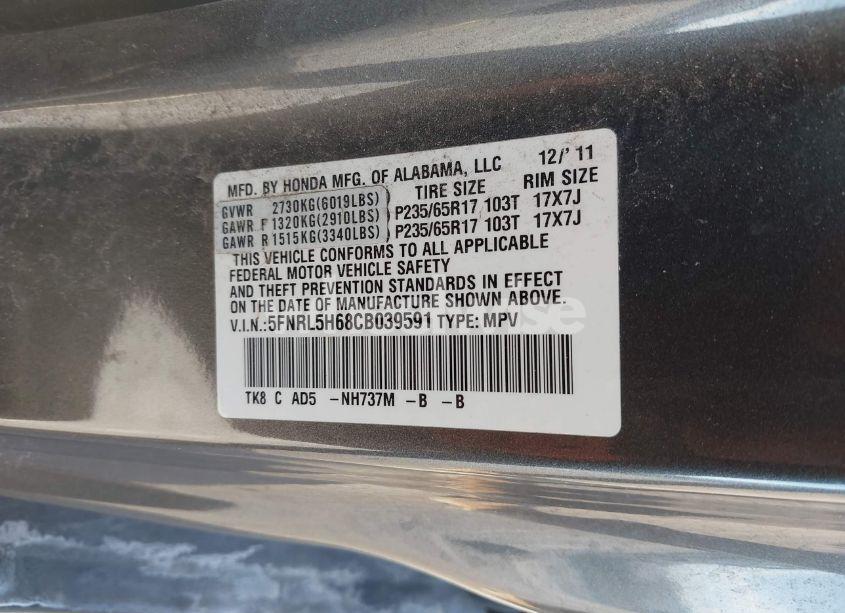 MFD. BY HONDA MFG. OF ALABAMA, LLC 12/'11
TIRE SIZE RIM SIZE
GVWR 2730KG(6019LBS)
GAWR F 1320KG(2910LBS) P235/65R17 103T 17X7J
GAWR R 1515KG(3340LBS) P235/65R17 103T 17X7J
THIS VEHICLE CONFORMS TO ALL APPLICABLE
FEDERAL MOTOR VEHICLE SAFETY
AND THEFT PREVENTION STANDARDS IN EFFECT
ON THE DATE OF MANUFACTURE SHOWN ABOVE.
V.I.N.:5FNRL5H68CB039591 TYPE: MPV
TK8 C AD5 -NH737M -B -B